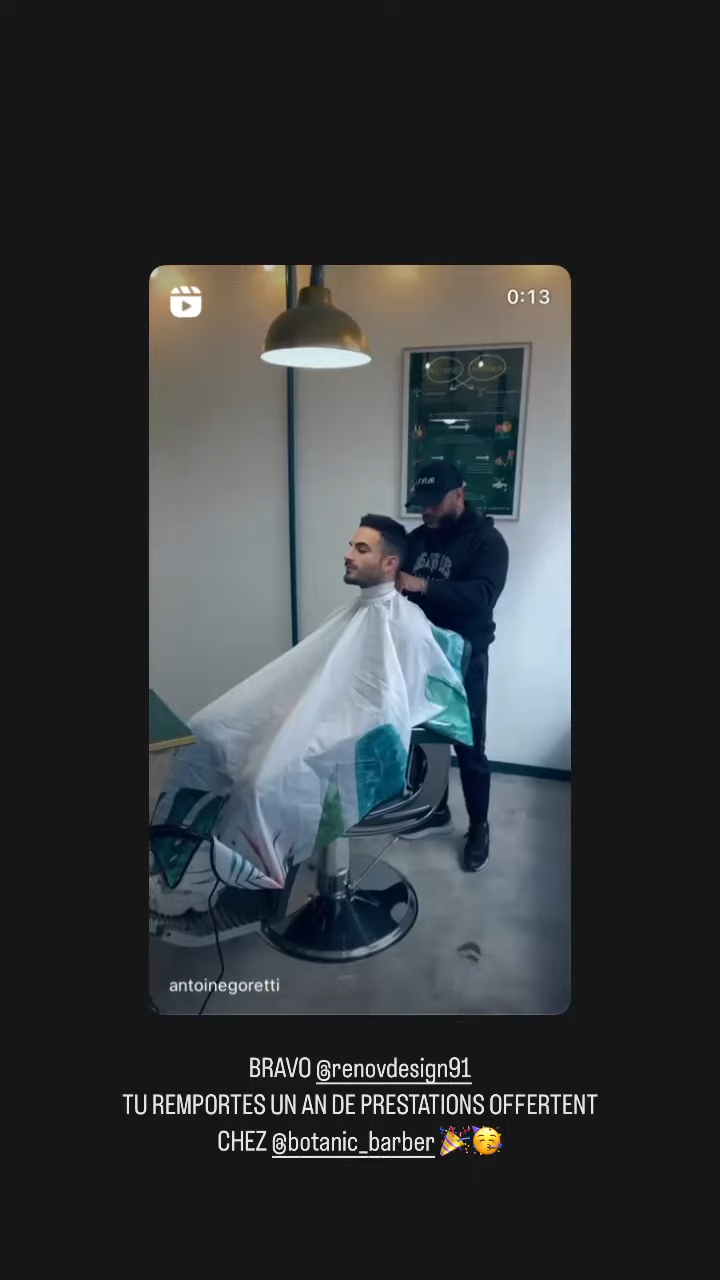 0:13
antoinegoretti
BRAVO @renovdesign91
TU REMPORTES UN AN DE PRESTATIONS OFFERTENT
CHEZ @botanic_barber 🎉🥳